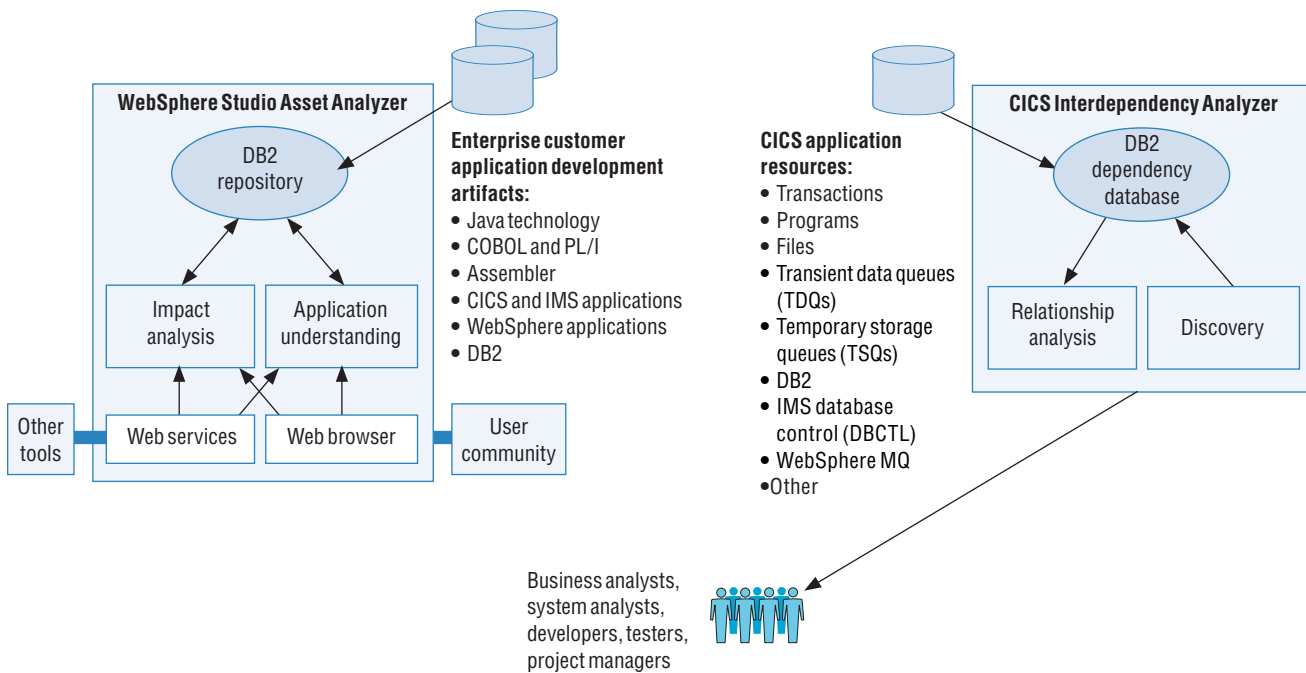 WebSphere Studio Asset Analyzer
DB2
repository
Impact
analysis
Application
understanding
Web services
Web browser
Other
tools
User
community
Enterprise customer
application development
artifacts:
• Java technology
• COBOL and PL/I
• Assembler
• CICS and IMS applications
• WebSphere applications
• DB2
CICS application
resources:
• Transactions
• Programs
• Files
• Transient data queues
(TDQs)
• Temporary storage
queues (TSQs)
• DB2
• IMS database
control (DBCTL)
• WebSphere MQ
•Other
CICS Interdependency Analyzer
DB2
dependency
database
Relationship
analysis
Discovery
Business analysts,
system analysts,
developers, testers,
project managers